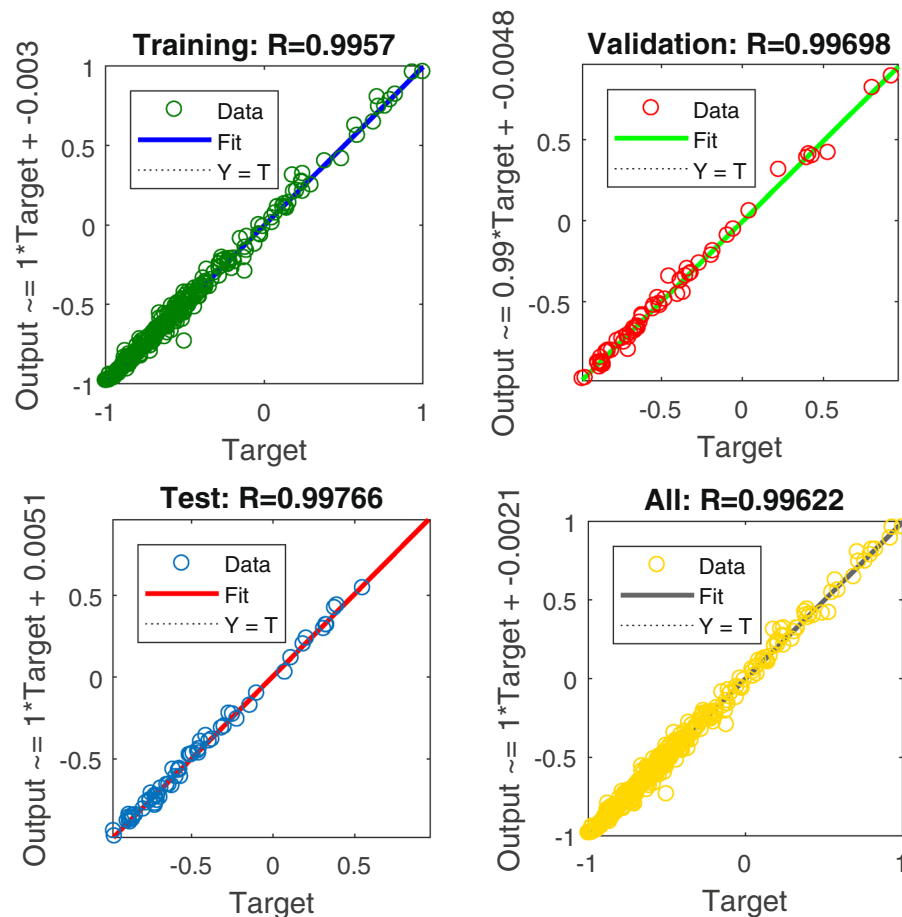 Training: R=0.9957
Output ~= 1*Target + -0.003
1
0.5
0
-0.5
-1
Data
Fit
Y = T
-1
0
1
Target
Validation: R=0.99698
Output ~= 0.99*Target + -0.0048
0.5
0
-0.5
Data
Fit
Y = T
-0.5
0
0.5
Target
Test: R=0.99766
Output ~= 1*Target + 0.0051
0.5
0
-0.5
Data
Fit
Y = T
-0.5
0
0.5
Target
All: R=0.99622
Output ~= 1*Target + -0.0021
1
0.5
0
-0.5
-1
Data
Fit
Y = T
-1
0
1
Target